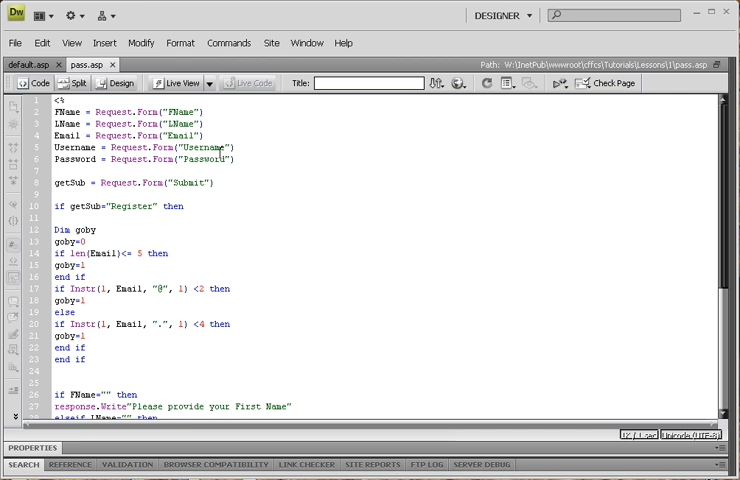 Dw
DESIGNER
File Edit View Insert Modify Format Commands Site Window Help
default.asp × pass.asp × Path: W:\InetPub\wwwroot\cffcs\Tutorials\Lessons\1\pass.asp
Code Split Design Live View Live Code Title: Check Page
1 <%
2 FName = Request.Form("FName")
3 LName = Request.Form("LName")
4 Email = Request.Form("Email")
5 Username = Request.Form("Username")
6 Password = Request.Form("Password")
7
8 getSub = Request.Form("Submit")
9
10 if getSub="Register" then
11
12 Dim goby
13 goby=0
14 if len(Email)<= 5 then
15 goby=1
16 end if
17 if Instr(1, Email, "@", 1) <2 then
18 goby=1
19 else
20 if Instr(1, Email, ".", 1) <4 then
21 goby=1
22 end if
23 end if
24
25
26 if FName="" then
27 response.Write"Please provide your First Name"
28 elseif LName="" then
1K / 1 sec Unicode (UTF-8)
PROPERTIES
SEARCH REFERENCE VALIDATION BROWSER COMPATIBILITY LINK CHECKER SITE REPORTS FTP LOG SERVER DEBUG